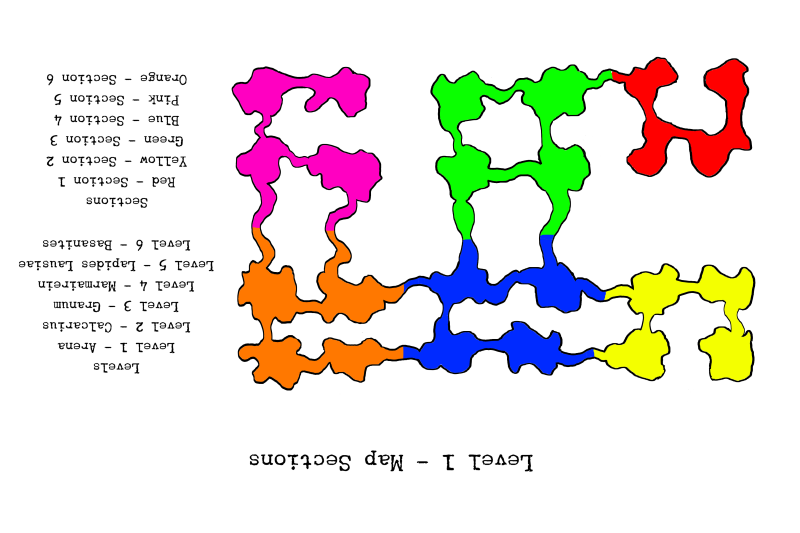 Level 1 - Map Sections
Levels
Level 1 - Arena
Level 2 - Calcarius
Level 3 - Granum
Level 4 - Marmairein
Level 5 - Lapides Lausiae
Level 6 - Basanites
Sections
Red - Section 1
Yellow - Section 2
Green - Section 3
Blue - Section 4
Pink - Section 5
Orange - Section 6